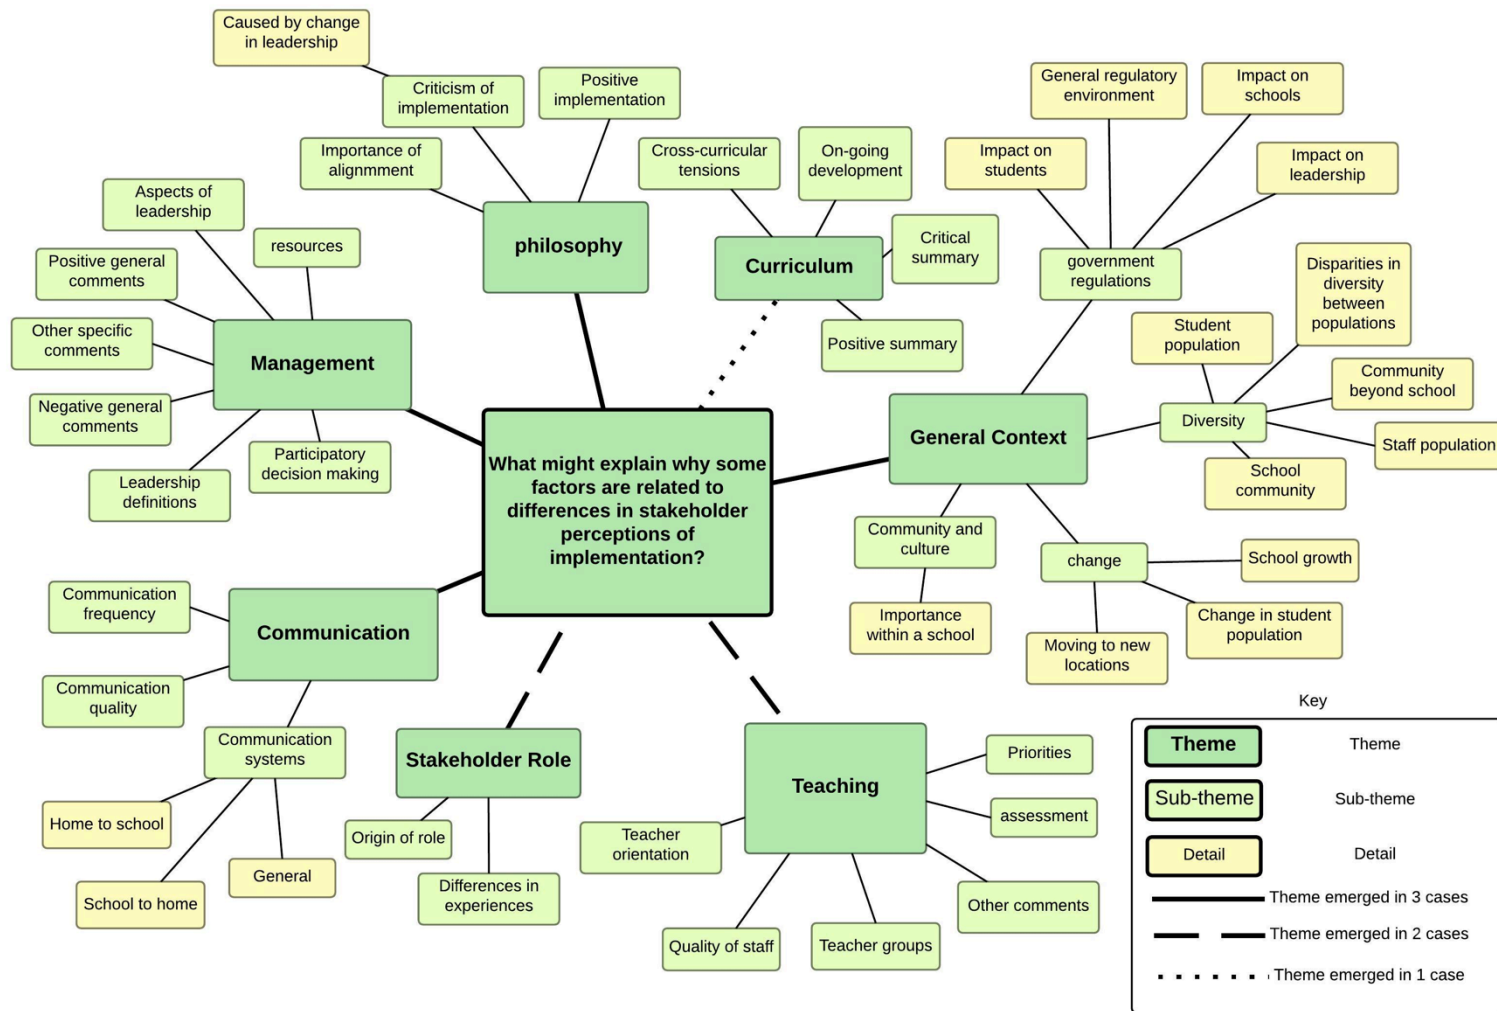 Caused by change
in leadership
Criticism of
implementation
Positive
implementation
Importance of
alignmment
philosophy
Cross-curricular
tensions
On-going
development
Critical
summary
Curriculum
Positive summary
General regulatory
environment
Impact on
schools
Impact on
students
Impact on
leadership
government
regulations
Disparities in
diversity
between
populations
Student
population
Community
beyond school
Diversity
Staff population
School
community
General Context
Community and
culture
Importance
within a school
change
School growth
Change in student
population
Moving to new
locations
Aspects of
leadership
resources
Positive general
comments
Other specific
comments
Management
Negative general
comments
Leadership
definitions
Participatory
decision making
What might explain why some
factors are related to
differences in stakeholder
perceptions of
implementation?
Communication
frequency
Communication
Communication
quality
Communication
systems
Home to school
School to home
General
Stakeholder Role
Origin of role
Differences in
experiences
Teaching
Priorities
assessment
Other comments
Teacher
orientation
Quality of staff
Teacher groups
Key
Theme
Theme
Sub-theme
Sub-theme
Detail
Detail
Theme emerged in 3 cases
Theme emerged in 2 cases
Theme emerged in 1 case